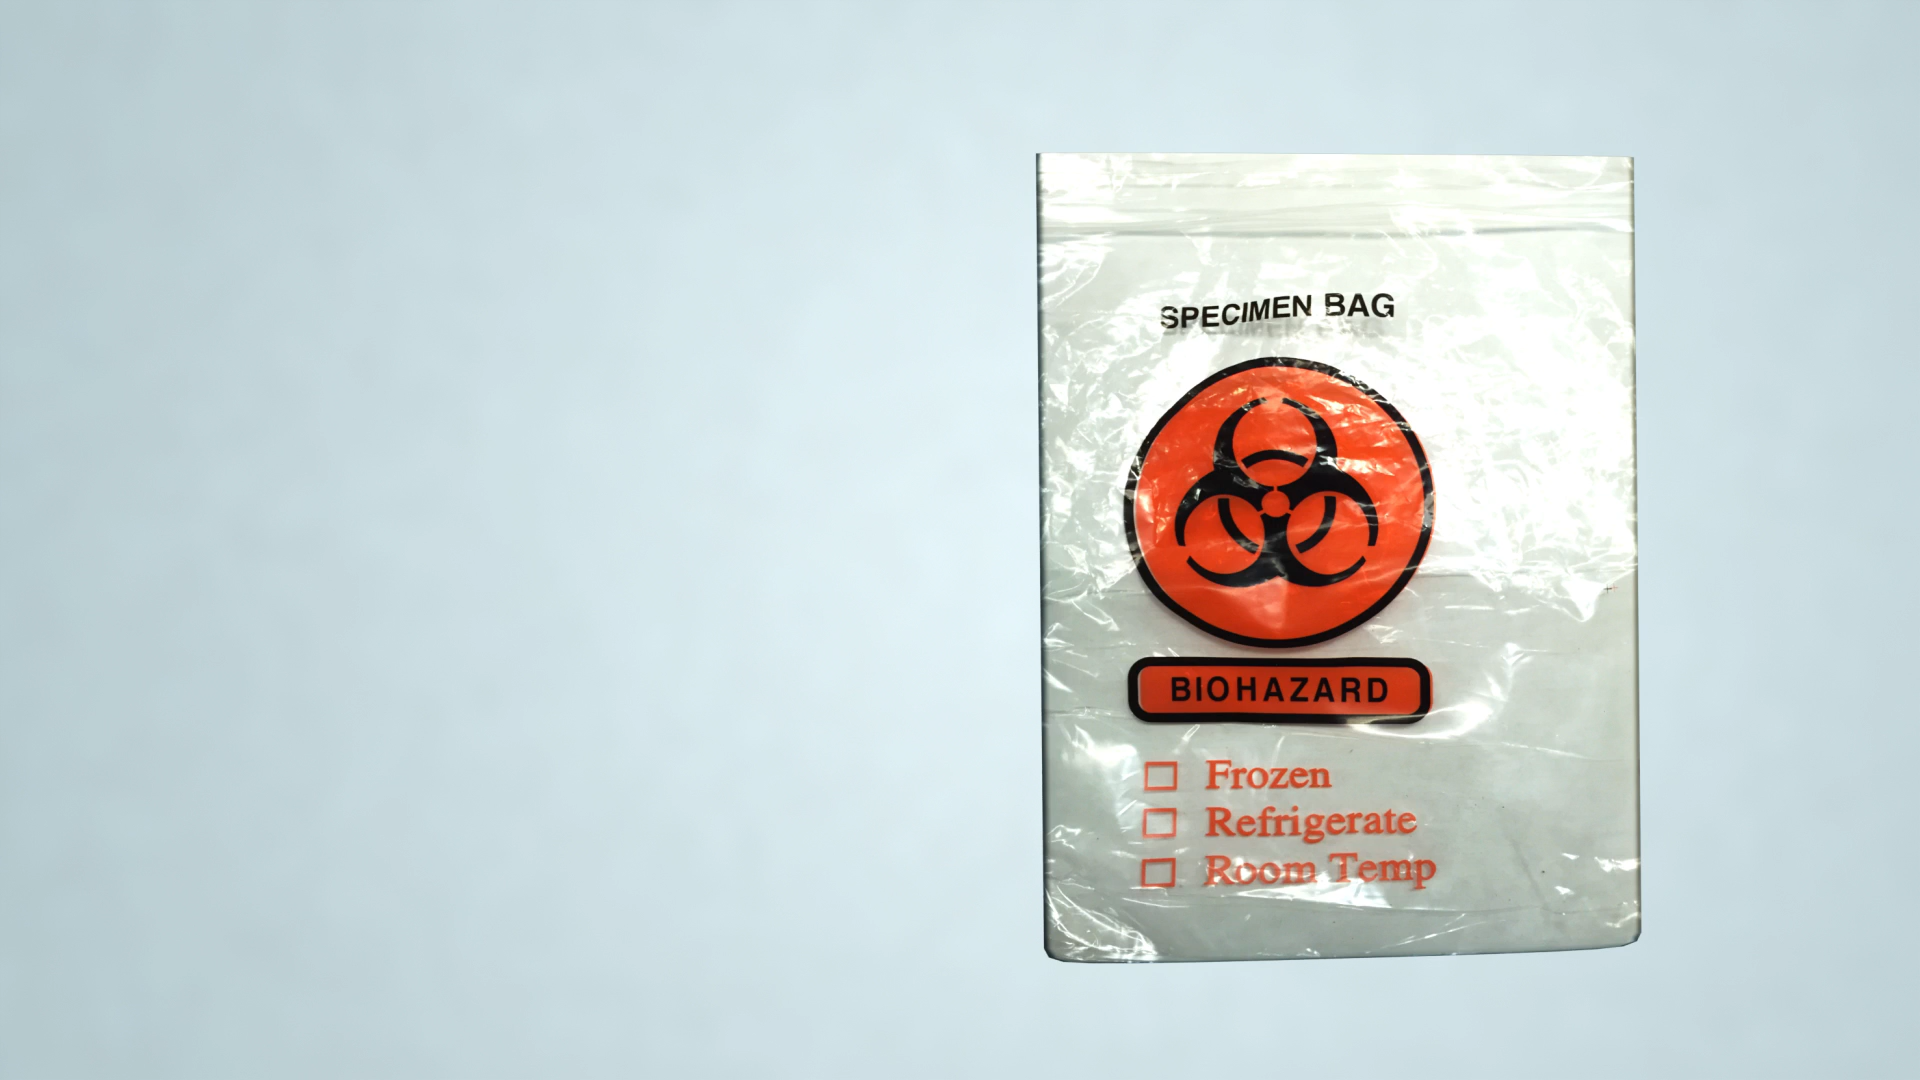 SPECIMEN BAG
BIOHAZARD
Frozen
Refrigerate
Room Temp